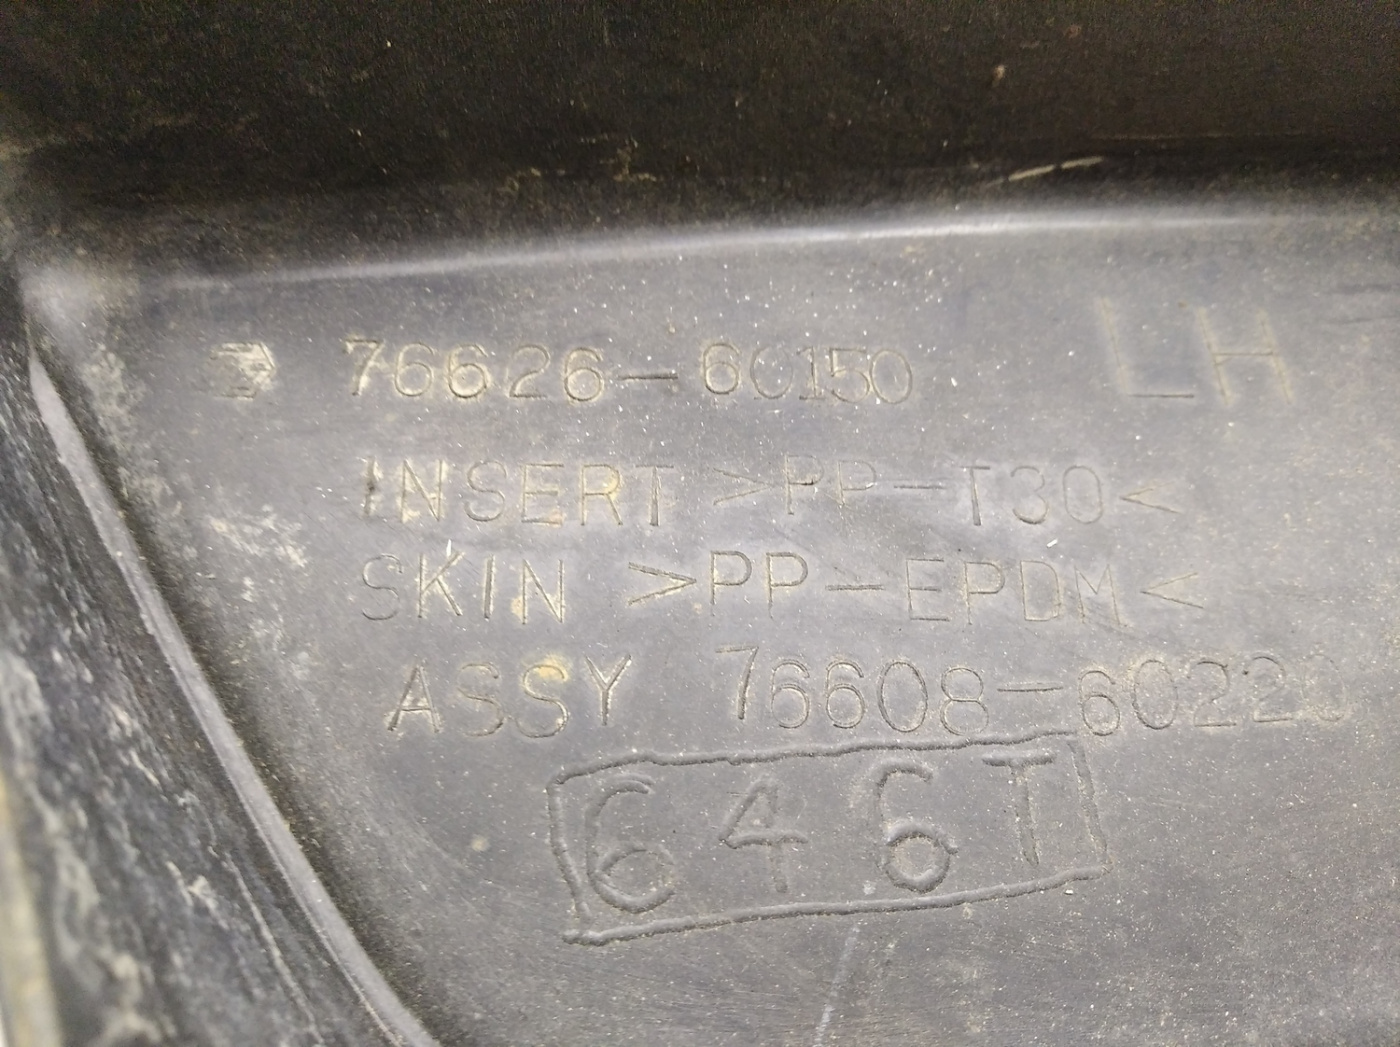 76626-60150 LH
INSERT >PP-T30<
SKIN >PP-EPDM<
ASSY 76608-60220
646T